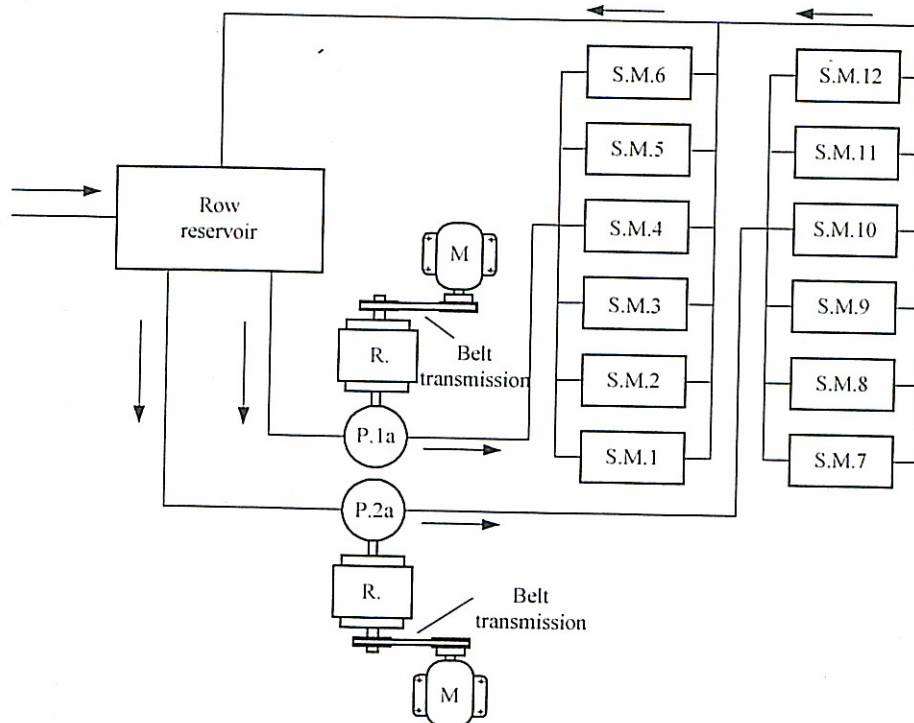 S.M.6
S.M.12
S.M.5
S.M.11
Row
reservoir
S.M.4
S.M.10
M
S.M.3
S.M.9
R.
Belt
transmission
S.M.2
S.M.8
P.1a
S.M.1
S.M.7
P.2a
R.
Belt
transmission
M